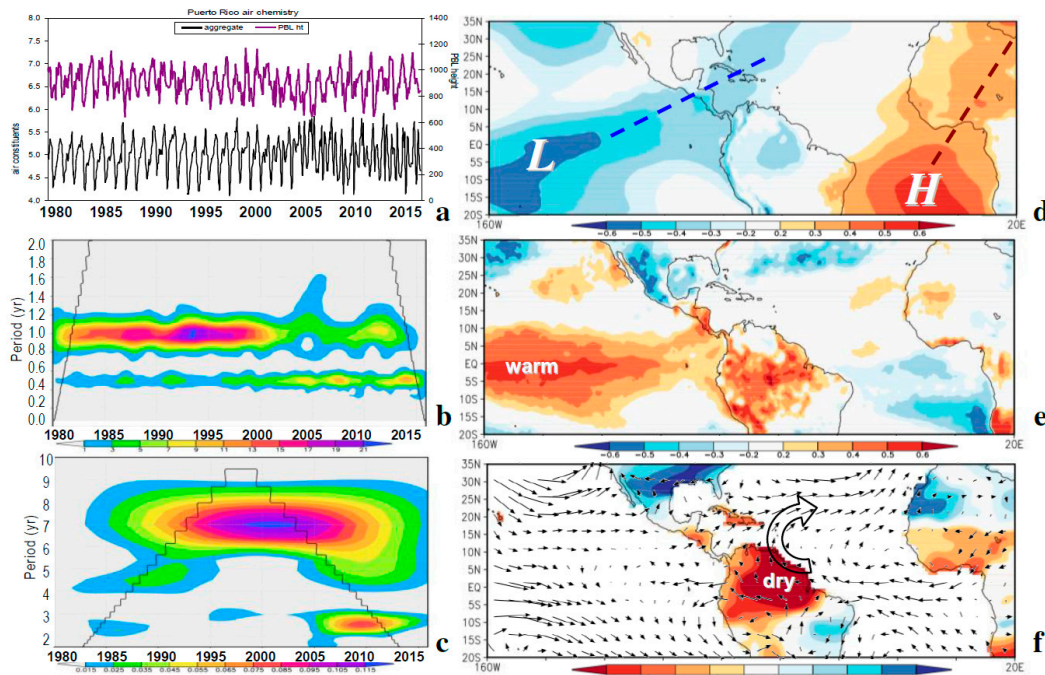 Puerto Rico air chemistry
aggregate PBL ht
8.0
7.5
7.0
6.5
6.0
5.5
5.0
4.5
4.0
air constituents
1400
1200
1000
800
600
400
200
0
PBL height
1980 1985 1990 1995 2000 2005 2010 2015
a
35N
30N
25N
20N
15N
10N
5N
EQ
5S
10S
15S
20S
L
H
160W
20E
-0.6 -0.5 -0.4 -0.3 -0.2 0.2 0.3 0.4 0.5 0.6
d
2.0
1.8
1.6
1.4
1.2
1.0
0.8
0.6
0.4
0.2
0.0
Period (yr)
1980 1985 1990 1995 2000 2005 2010 2015
1 3 5 7 9 11 13 15 17 19 21
b
35N
30N
25N
20N
15N
10N
5N
EQ
5S
10S
15S
20S
warm
160W
20E
-0.6 -0.5 -0.4 -0.3 -0.2 0.2 0.3 0.4 0.5 0.6
e
10
9
8
7
6
5
4
3
2
Period (yr)
1980 1985 1990 1995 2000 2005 2010 2015
0.015 0.025 0.035 0.045 0.055 0.065 0.075 0.085 0.095 0.105 0.115
c
35N
30N
25N
20N
15N
10N
5N
EQ
5S
10S
15S
20S
dry
160W
20E
f